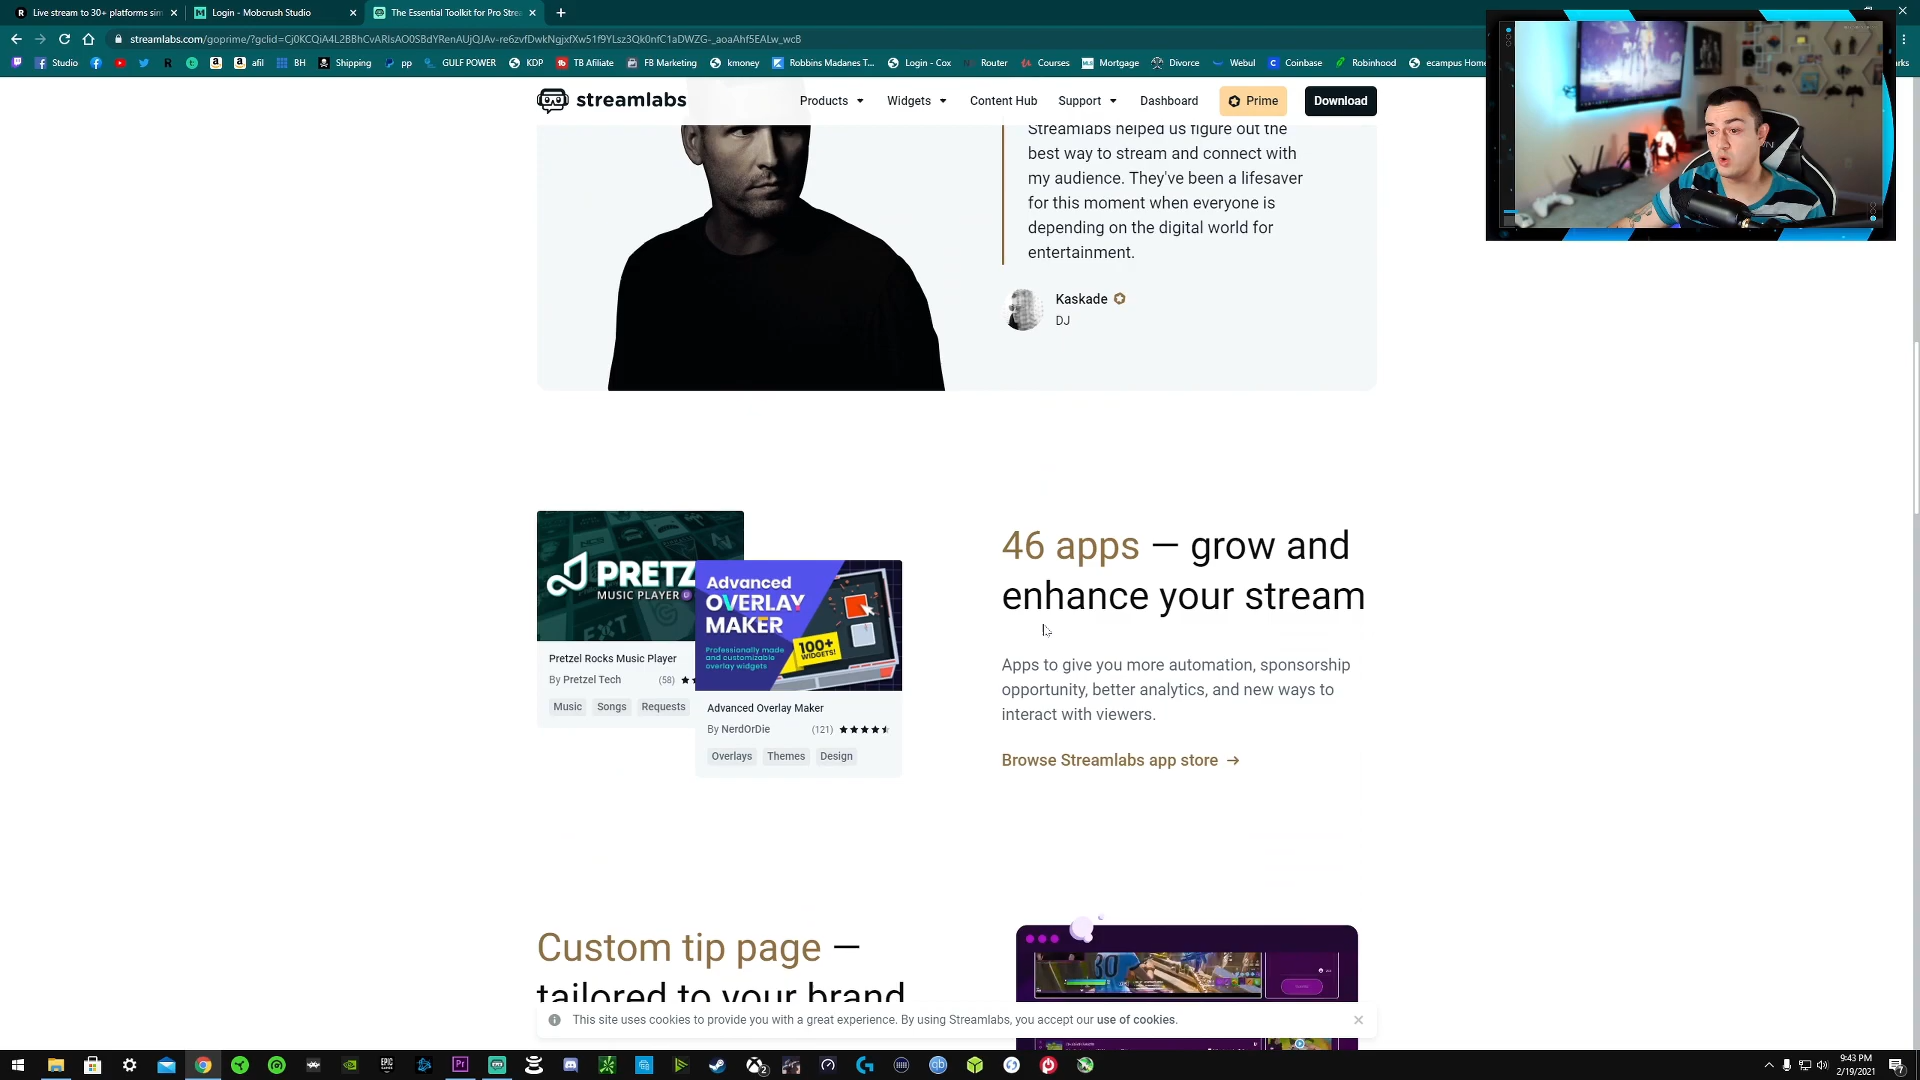 Live stream to 30+ platforms sim
Login - Mobcrush Studio
The Essential Toolkit for Pro Strea
streamlabs.com/goprime/?gclid=Cj0KCQiA4L2BBhCvARIsAO0SBdYRenAUjQJAv-re6zvfDwkNgjxfXw51f9YLsz3Qk0nfC1aDWZG-_aoaAhf5EALw_wcB
Studio
afil
BH
Shipping
pp
GULF POWER
KDP
TB Afiliate
FB Marketing
kmoney
Robbins Madanes T...
Login - Cox
Router
Courses
Mortgage
Divorce
Webul
Coinbase
Robinhood
ecampus Home
streamlabs
Products
Widgets
Content Hub
Support
Dashboard
Prime
Download
Streamlabs helped us figure out the
best way to stream and connect with
my audience. They've been a lifesaver
for this moment when everyone is
depending on the digital world for
entertainment.
Kaskade
DJ
PRETZ
MUSIC PLAYER
Pretzel Rocks Music Player
By Pretzel Tech (58)
Music Songs Requests
Advanced
OVERLAY
MAKER
Professionally made
and customizable
overlay widgets
100+
WIDGETS!
Advanced Overlay Maker
By NerdOrDie (121)
Overlays Themes Design
46 apps — grow and
enhance your stream
Apps to give you more automation, sponsorship
opportunity, better analytics, and new ways to
interact with viewers.
Browse Streamlabs app store →
Custom tip page —
tailored to your brand
This site uses cookies to provide you with a great experience. By using Streamlabs, you accept our use of cookies.
9:43 PM
2/19/2021